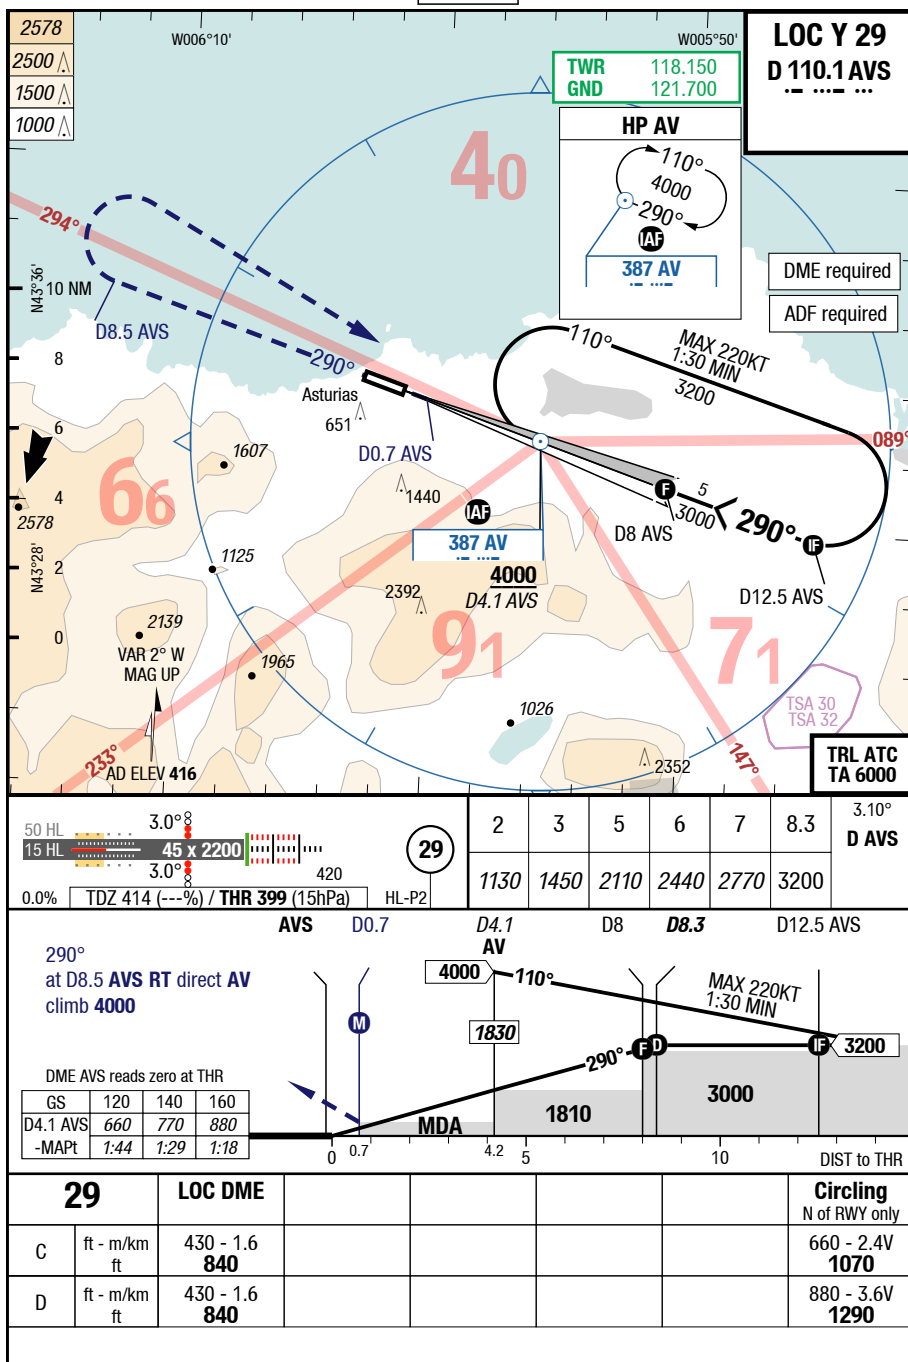 2578
2500
1500
1000
W006°10'
W005°50'
LOC Y 29
D 110.1 AVS
TWR 118.150
GND 121.700
HP AV
110°
4000
290°
IAF
387 AV
40
294°
DME required
ADF required
N43°36'
10 NM
D8.5 AVS
290°
110°
MAX 220KT
1:30 MIN
3200
8
Asturias
651
6
1607
D0.7 AVS
089°
66
1440
F
5
3000
290°
2578
4
IAF
D8 AVS
IF
387 AV
N43°28'
1125
2
4000
D4.1 AVS
D12.5 AVS
2392
2139
0
91
71
VAR 2° W
MAG UP
1965
TSA 30
TSA 32
1026
233°
AD ELEV 416
2352
147°
TRL ATC
TA 6000
50 HL
15 HL
3.0°
45 x 2200
3.0°
420
0.0%
TDZ 414 (---%) / THR 399 (15hPa)
HL-P2
29
2 3 5 6 7 8.3 3.10°
D AVS
1130 1450 2110 2440 2770 3200
AVS D0.7 D4.1 D8 D8.3 D12.5 AVS
AV
290°
at D8.5 AVS RT direct AV
climb 4000
4000
110°
MAX 220KT
1:30 MIN
M
1830
290°
F
D
IF
3200
3000
1810
MDA
DME AVS reads zero at THR
GS 120 140 160
D4.1 AVS 660 770 880
-MAPt 1:44 1:29 1:18
0 0.7 4.2 5 10 DIST to THR
29 LOC DME Circling
N of RWY only
C ft - m/km 430 - 1.6 660 - 2.4V
ft 840 1070
D ft - m/km 430 - 1.6 880 - 3.6V
ft 840 1290